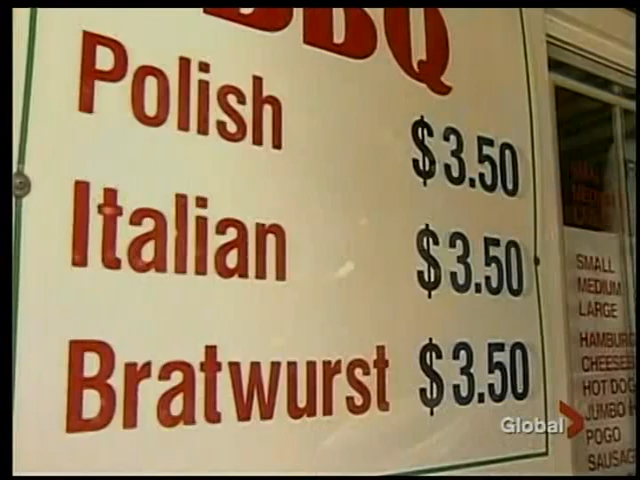 BBQ
Polish $3.50
Italian $3.50
Bratwurst $3.50
SMALL
MEDIUM
LARGE
HAMBURG
CHEESEB
HOT DO
JUMBO
POGO
SAUSAG
Global